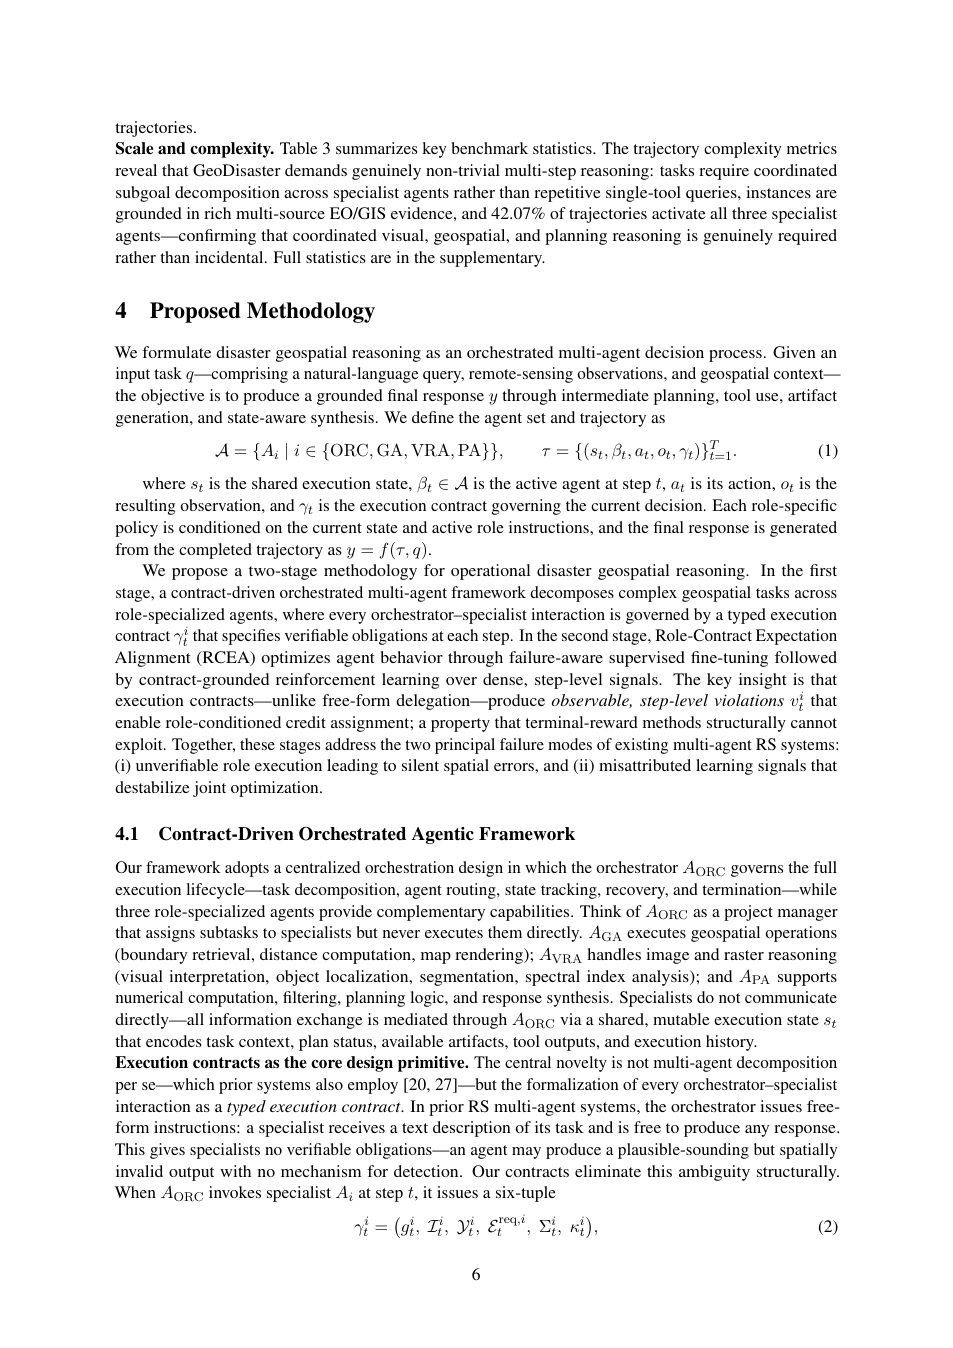 trajectories.
Scale and complexity. Table 3 summarizes key benchmark statistics. The trajectory complexity metrics
reveal that GeoDisaster demands genuinely non-trivial multi-step reasoning: tasks require coordinated
subgoal decomposition across specialist agents rather than repetitive single-tool queries, instances are
grounded in rich multi-source EO/GIS evidence, and 42.07% of trajectories activate all three specialist
agents—confirming that coordinated visual, geospatial, and planning reasoning is genuinely required
rather than incidental. Full statistics are in the supplementary.
4 Proposed Methodology
We formulate disaster geospatial reasoning as an orchestrated multi-agent decision process. Given an
input task q—comprising a natural-language query, remote-sensing observations, and geospatial context—
the objective is to produce a grounded final response y through intermediate planning, tool use, artifact
generation, and state-aware synthesis. We define the agent set and trajectory as
𝒜 = {A_i | i ∈ {ORC, GA, VRA, PA}}, τ = {(s_t, β_t, a_t, o_t, γ_t)}_{t=1}^T. (1)
where s_t is the shared execution state, β_t ∈ 𝒜 is the active agent at step t, a_t is its action, o_t is the
resulting observation, and γ_t is the execution contract governing the current decision. Each role-specific
policy is conditioned on the current state and active role instructions, and the final response is generated
from the completed trajectory as y = f(τ, q).
We propose a two-stage methodology for operational disaster geospatial reasoning. In the first
stage, a contract-driven orchestrated multi-agent framework decomposes complex geospatial tasks across
role-specialized agents, where every orchestrator–specialist interaction is governed by a typed execution
contract γ_t^i that specifies verifiable obligations at each step. In the second stage, Role-Contract Expectation
Alignment (RCEA) optimizes agent behavior through failure-aware supervised fine-tuning followed
by contract-grounded reinforcement learning over dense, step-level signals. The key insight is that
execution contracts—unlike free-form delegation—produce observable, step-level violations v_t^i that
enable role-conditioned credit assignment; a property that terminal-reward methods structurally cannot
exploit. Together, these stages address the two principal failure modes of existing multi-agent RS systems:
(i) unverifiable role execution leading to silent spatial errors, and (ii) misattributed learning signals that
destabilize joint optimization.
4.1 Contract-Driven Orchestrated Agentic Framework
Our framework adopts a centralized orchestration design in which the orchestrator A_ORC governs the full
execution lifecycle—task decomposition, agent routing, state tracking, recovery, and termination—while
three role-specialized agents provide complementary capabilities. Think of A_ORC as a project manager
that assigns subtasks to specialists but never executes them directly. A_GA executes geospatial operations
(boundary retrieval, distance computation, map rendering); A_VRA handles image and raster reasoning
(visual interpretation, object localization, segmentation, spectral index analysis); and A_PA supports
numerical computation, filtering, planning logic, and response synthesis. Specialists do not communicate
directly—all information exchange is mediated through A_ORC via a shared, mutable execution state s_t
that encodes task context, plan status, available artifacts, tool outputs, and execution history.
Execution contracts as the core design primitive. The central novelty is not multi-agent decomposition
per se—which prior systems also employ [20, 27]—but the formalization of every orchestrator–specialist
interaction as a typed execution contract. In prior RS multi-agent systems, the orchestrator issues free-
form instructions: a specialist receives a text description of its task and is free to produce any response.
This gives specialists no verifiable obligations—an agent may produce a plausible-sounding but spatially
invalid output with no mechanism for detection. Our contracts eliminate this ambiguity structurally.
When A_ORC invokes specialist A_i at step t, it issues a six-tuple
γ_t^i = (g_t^i, ℐ_t^i, 𝒴_t^i, ℰ_t^{req,i}, Σ_t^i, κ_t^i), (2)
6